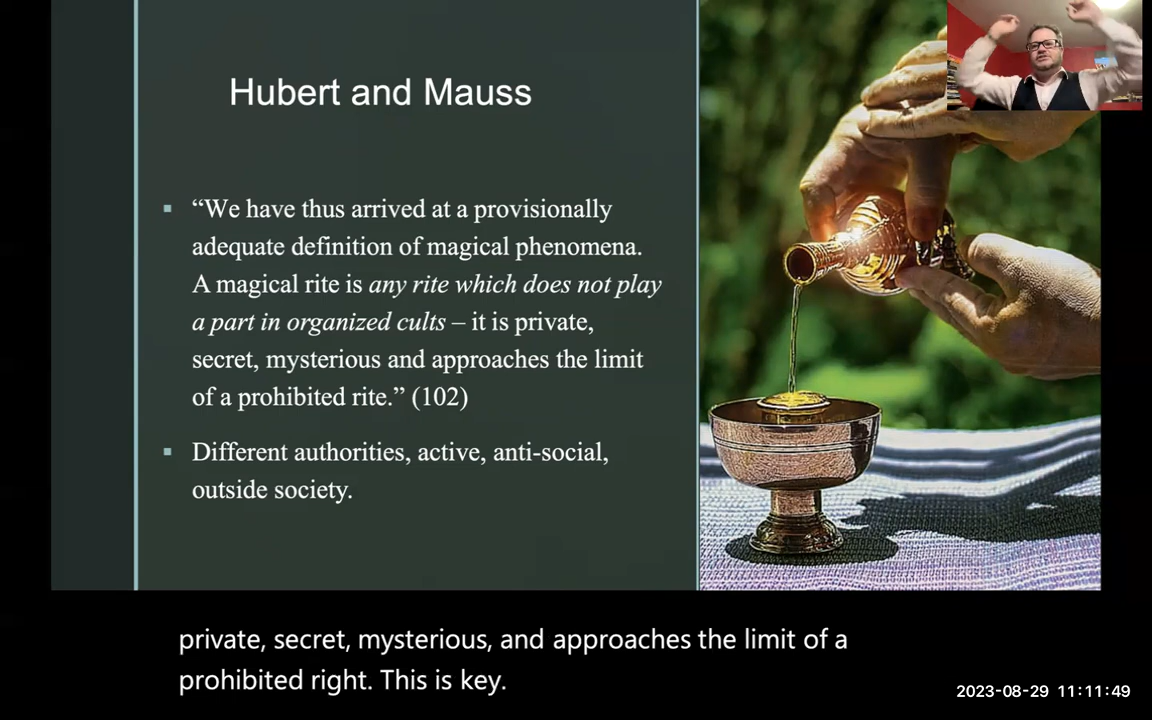 Hubert and Mauss
▪ “We have thus arrived at a provisionally
adequate definition of magical phenomena.
A magical rite is any rite which does not play
a part in organized cults – it is private,
secret, mysterious and approaches the limit
of a prohibited rite.” (102)
▪ Different authorities, active, anti-social,
outside society.
private, secret, mysterious, and approaches the limit of a
prohibited right. This is key.
2023-08-29 11:11:49